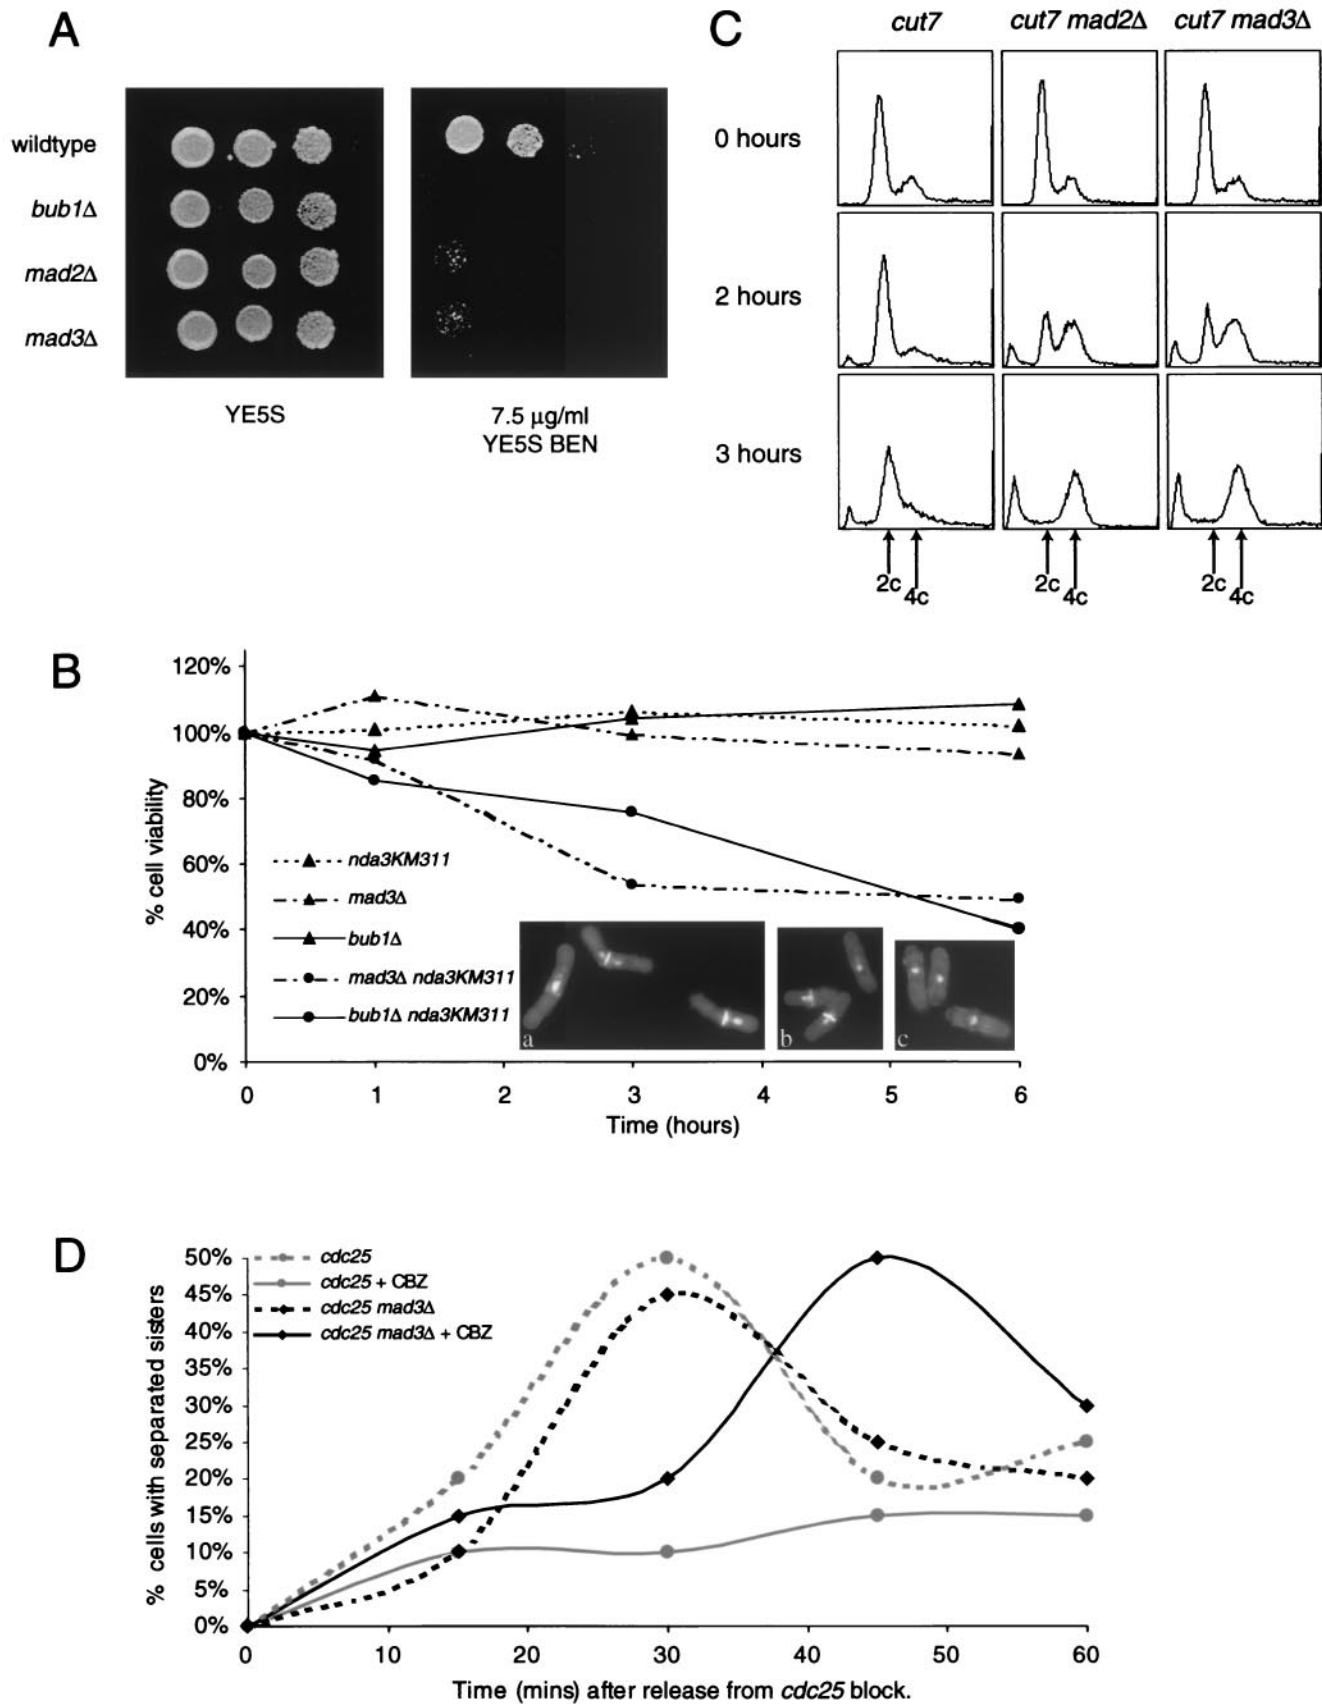 A
wildtype
bub1Δ
mad2Δ
mad3Δ
YE5S
7.5 μg/ml
YE5S BEN
C
cut7
cut7 mad2Δ
cut7 mad3Δ
0 hours
2 hours
3 hours
2c
4c
2c
4c
2c
4c
B
% cell viability
120%
100%
80%
60%
40%
20%
0%
nda3KM311
mad3Δ
bub1Δ
mad3Δ nda3KM311
bub1Δ nda3KM311
a
b
c
0
1
2
3
4
5
6
Time (hours)
D
% cells with separated sisters
50%
45%
40%
35%
30%
25%
20%
15%
10%
5%
0%
cdc25
cdc25 + CBZ
cdc25 mad3Δ
cdc25 mad3Δ + CBZ
0
10
20
30
40
50
60
Time (mins) after release from cdc25 block.